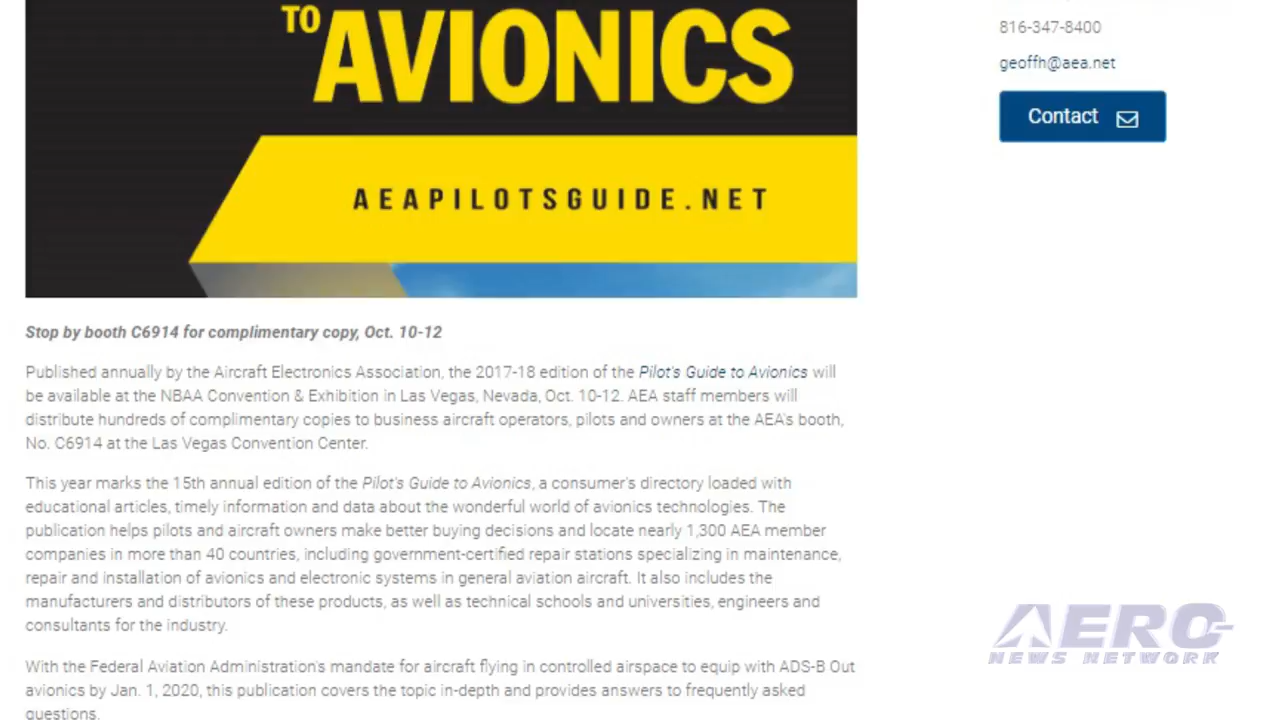 TO
AVIONICS
AEAPILOTSGUIDE.NET
816-347-8400
geoffh@aea.net
Contact
Stop by booth C6914 for complimentary copy, Oct. 10-12
Published annually by the Aircraft Electronics Association, the 2017-18 edition of the Pilot's Guide to Avionics will
be available at the NBAA Convention & Exhibition in Las Vegas, Nevada, Oct. 10-12. AEA staff members will
distribute hundreds of complimentary copies to business aircraft operators, pilots and owners at the AEA's booth,
No. C6914 at the Las Vegas Convention Center.
This year marks the 15th annual edition of the Pilot's Guide to Avionics, a consumer's directory loaded with
educational articles, timely information and data about the wonderful world of avionics technologies. The
publication helps pilots and aircraft owners make better buying decisions and locate nearly 1,300 AEA member
companies in more than 40 countries, including government-certified repair stations specializing in maintenance,
repair and installation of avionics and electronic systems in general aviation aircraft. It also includes the
manufacturers and distributors of these products, as well as technical schools and universities, engineers and
consultants for the industry.
With the Federal Aviation Administration's mandate for aircraft flying in controlled airspace to equip with ADS-B Out
avionics by Jan. 1, 2020, this publication covers the topic in-depth and provides answers to frequently asked
questions.
AERO
NEWS NETWORK